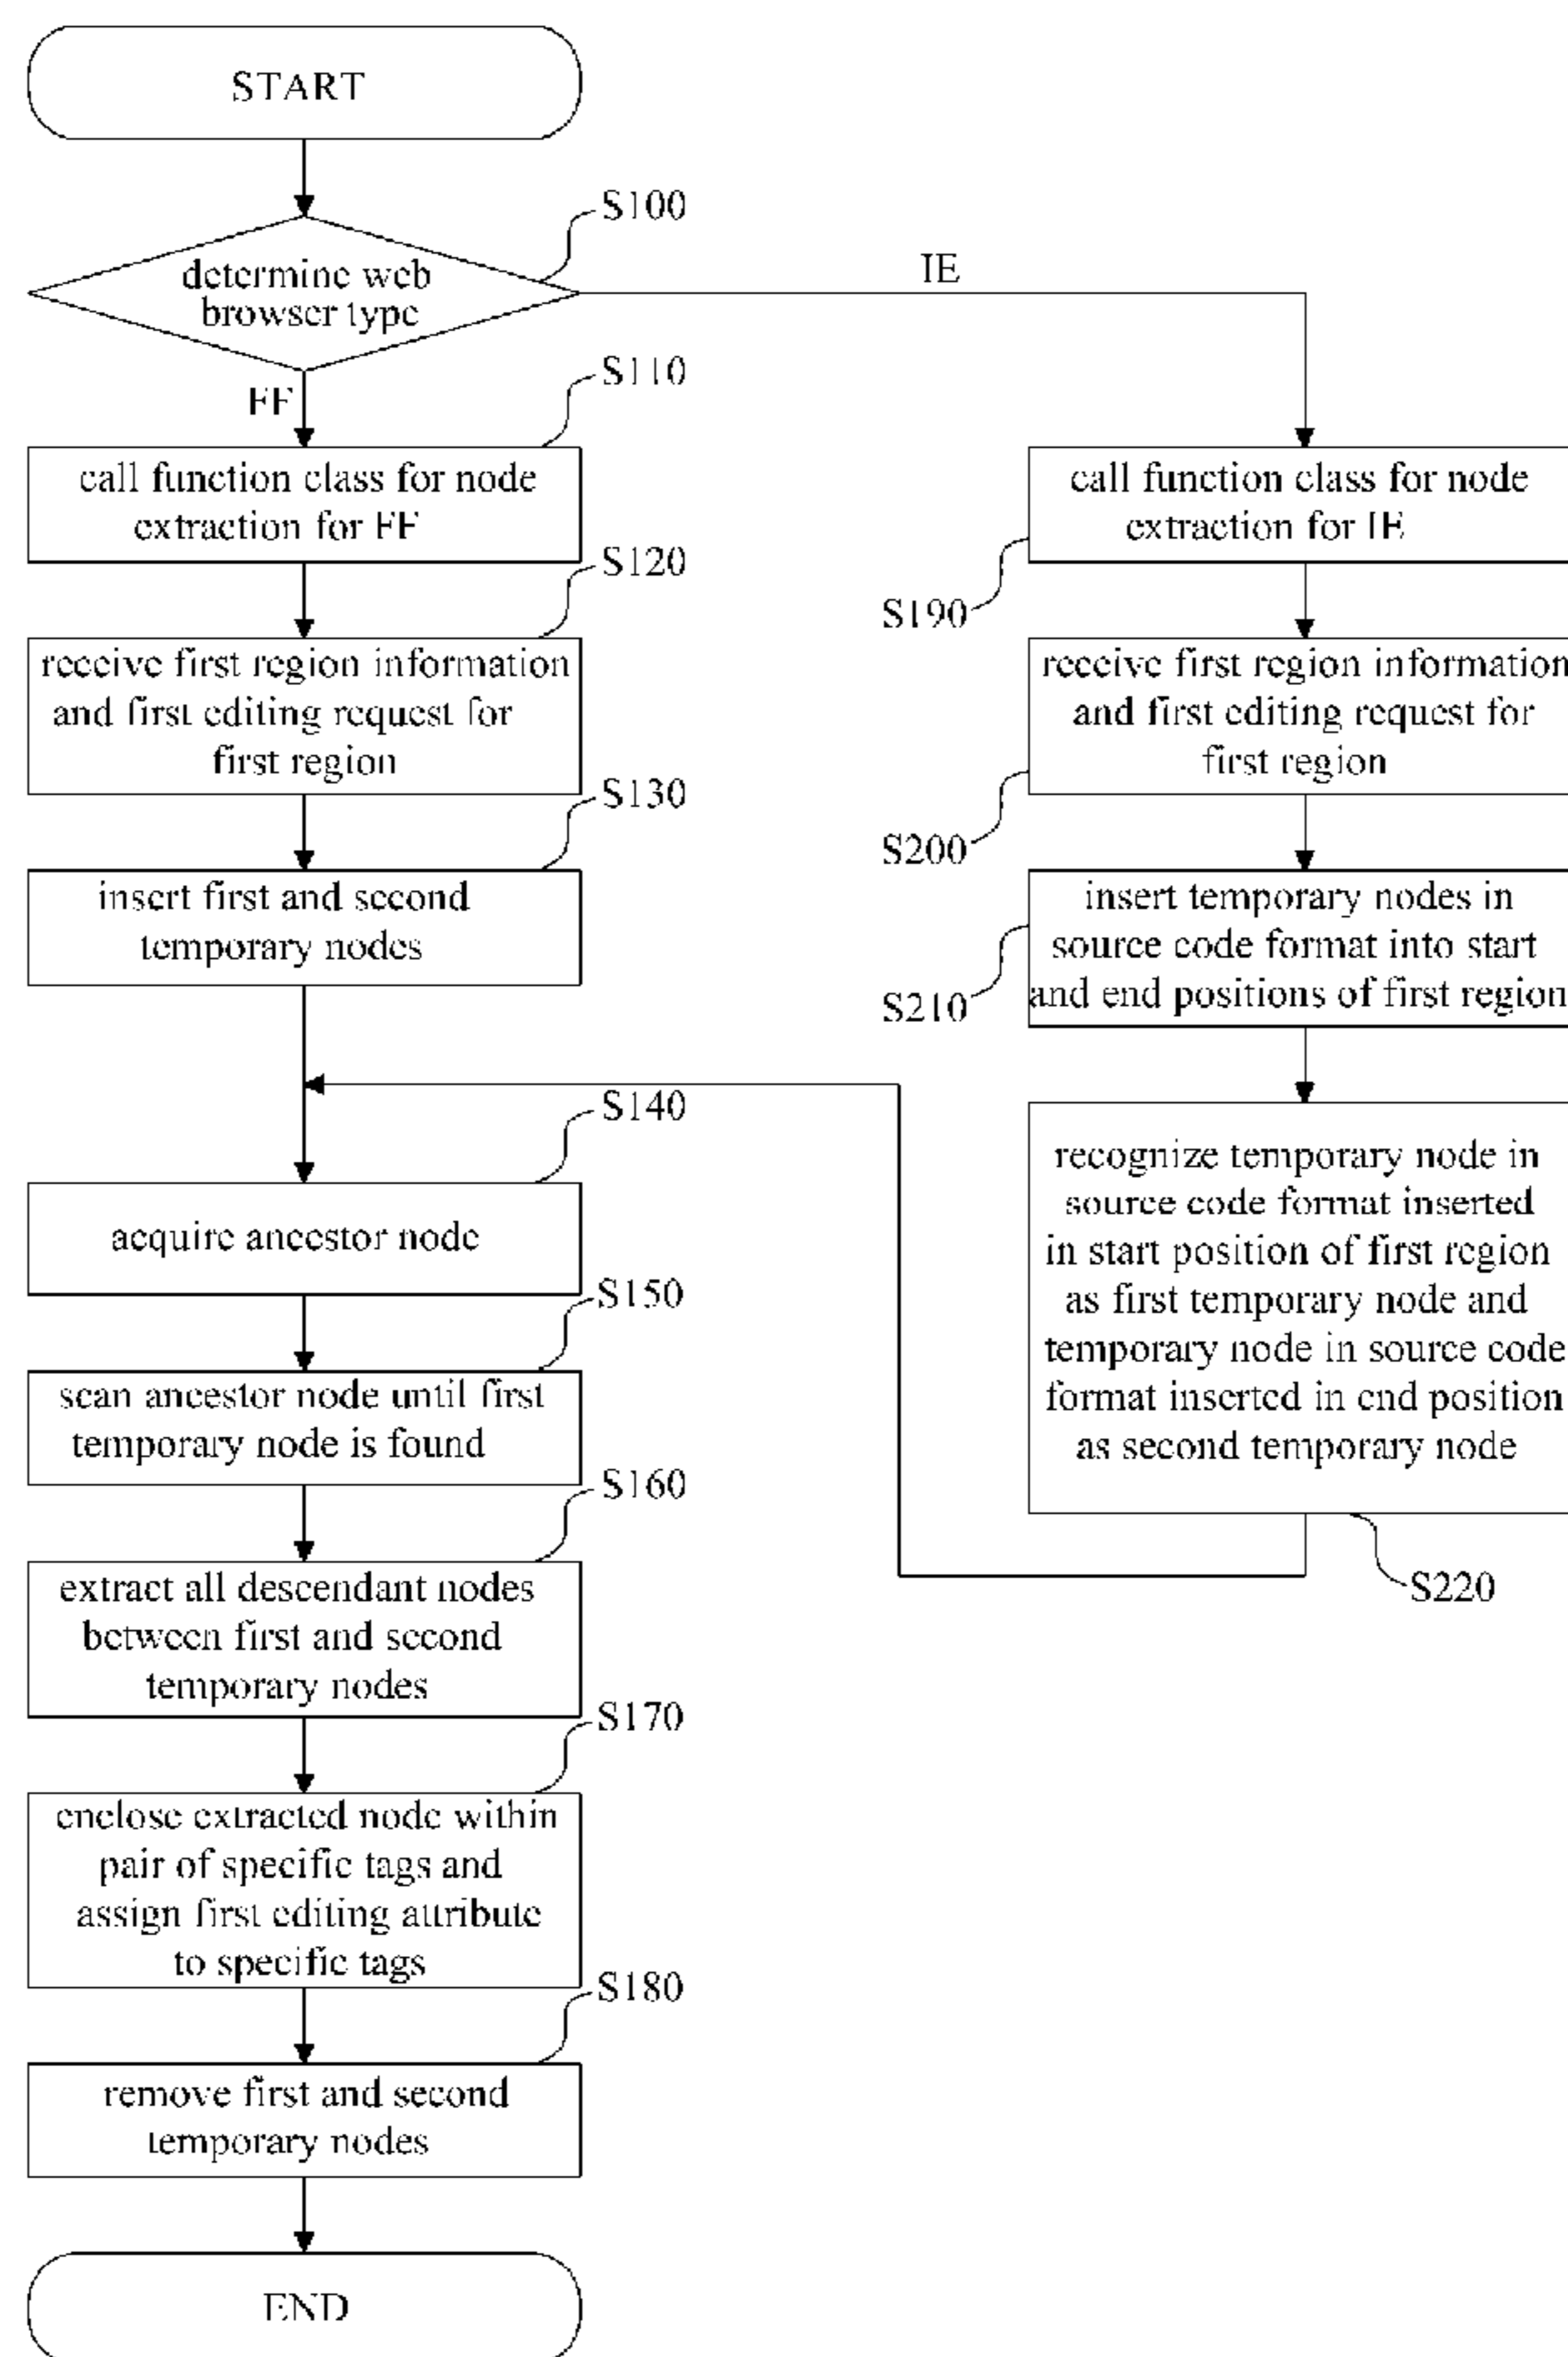 START
S100
determine web
browser type
IE
FF
S110
call function class for node
extraction for FF
S120
receive first region information
and first editing request for
first region
S130
insert first and second
temporary nodes
S140
acquire ancestor node
S150
scan ancestor node until first
temporary node is found
S160
extract all descendant nodes
between first and second
temporary nodes
S170
enclose extracted node within
pair of specific tags and
assign first editing attribute
to specific tags
S180
remove first and second
temporary nodes
END
call function class for node
extraction for IE
S190
receive first region information
and first editing request for
first region
S200
insert temporary nodes in
source code format into start
and end positions of first region
S210
recognize temporary node in
source code format inserted
in start position of first region
as first temporary node and
temporary node in source code
format inserted in end position
as second temporary node
S220